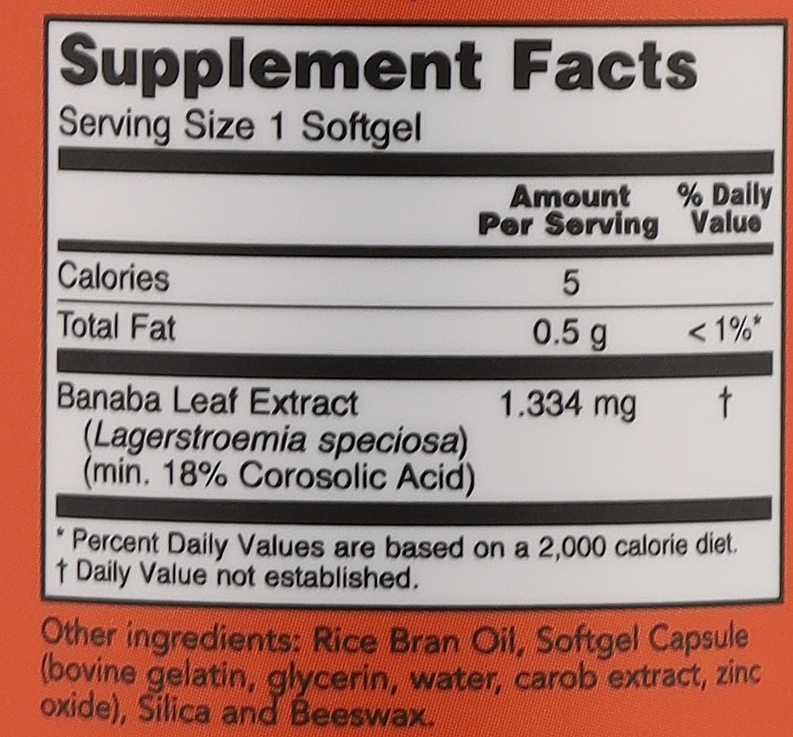 Supplement Facts
Serving Size 1 Softgel
Amount Per Serving % Daily Value
Calories 5
Total Fat 0.5 g < 1%*
Banaba Leaf Extract 1.334 mg †
(Lagerstroemia speciosa)
(min. 18% Corosolic Acid)
* Percent Daily Values are based on a 2,000 calorie diet.
† Daily Value not established.
Other ingredients: Rice Bran Oil, Softgel Capsule
(bovine gelatin, glycerin, water, carob extract, zinc
oxide), Silica and Beeswax.